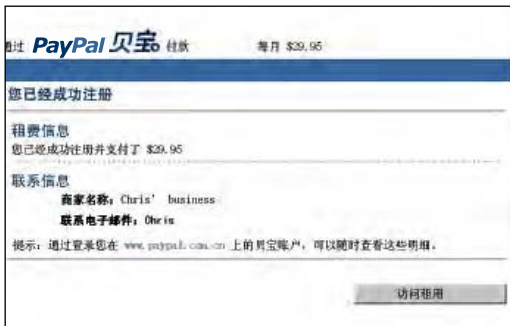 通过 PayPal 贝宝 付款 每月 $29.95
您已经成功注册
租费信息
您已经成功注册并支付了 $29.95
联系信息
商家名称: Chris' business
联系电子邮件: Chris
提示: 通过登录您在 www.paypal.com.cn 上的贝宝账户, 可以随时查看这些明细。
访问租用